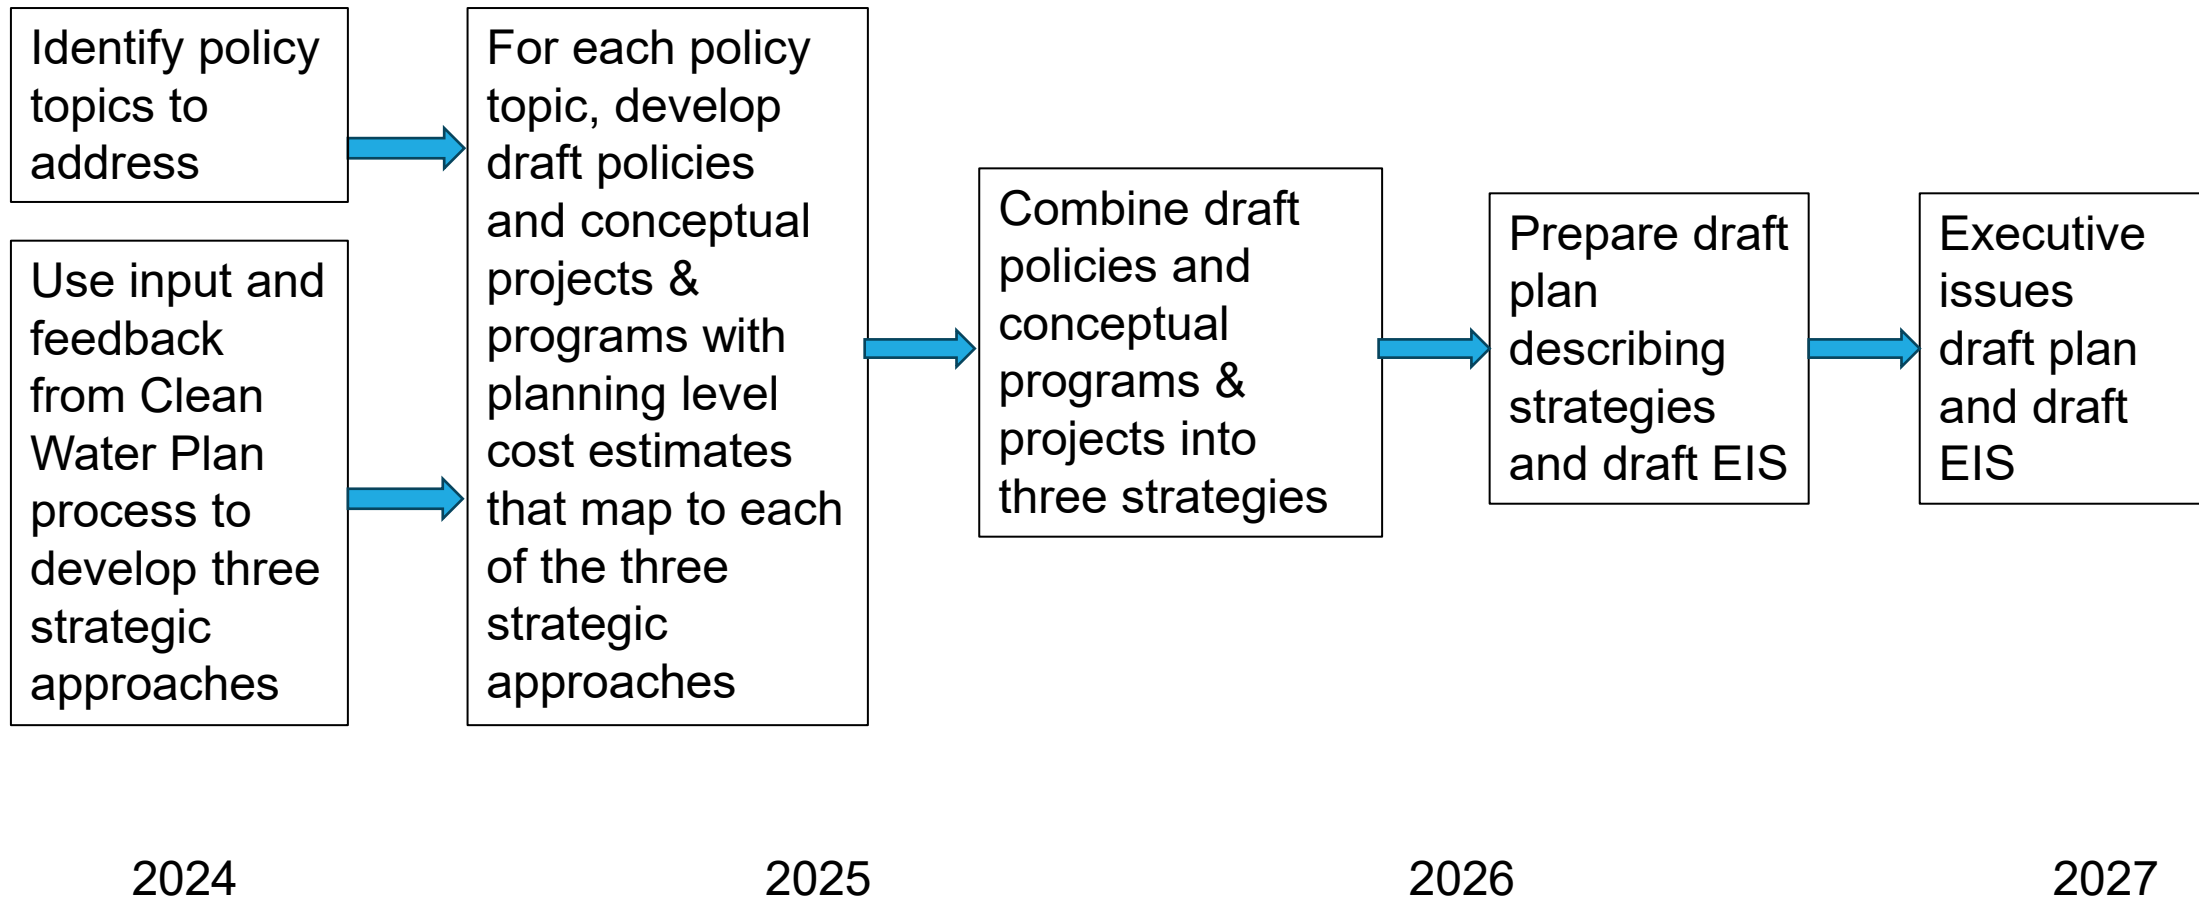 Identify policy
topics to
address
Use input and
feedback
from Clean
Water Plan
process to
develop three
strategic
approaches
For each policy
topic, develop
draft policies
and conceptual
projects &
programs with
planning level
cost estimates
that map to each
of the three
strategic
approaches
Combine draft
policies and
conceptual
programs &
projects into
three strategies
Prepare draft
plan
describing
strategies
and draft EIS
Executive
issues
draft plan
and draft
EIS
2024
2025
2026
2027